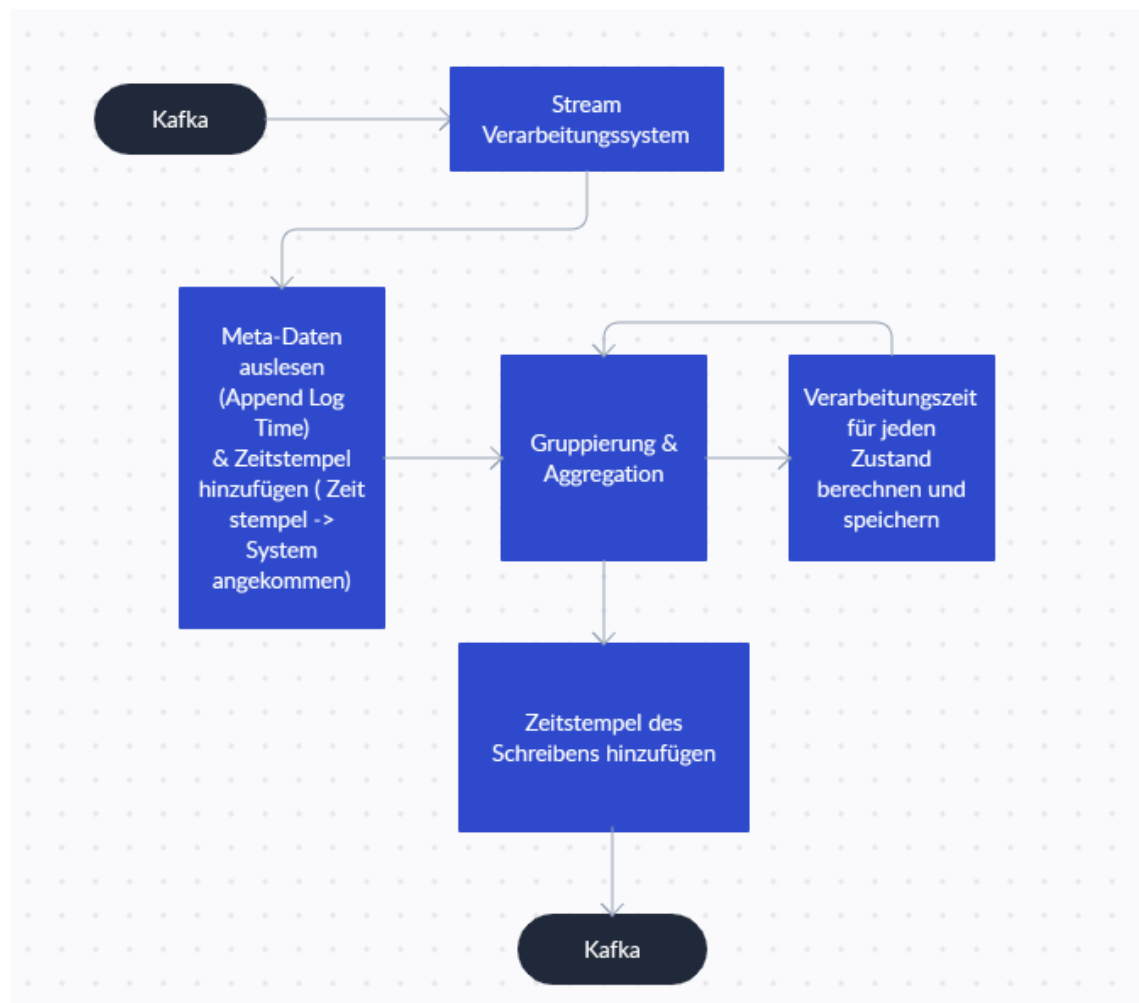 Kafka
Stream
Verarbeitungssystem
Meta-Daten
auslesen
(Append Log
Time)
& Zeitstempel
hinzufügen ( Zeit
stempel ->
System
angekommen)
Gruppierung &
Aggregation
Verarbeitungszeit
für jeden
Zustand
berechnen und
speichern
Zeitstempel des
Schreibens hinzufügen
Kafka